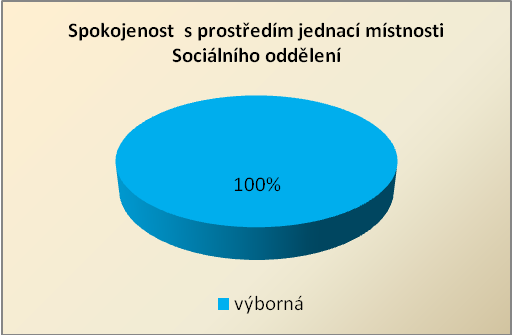 Spokojenost  s prostředím jednací místnosti
Sociálního oddělení
100%
výborná